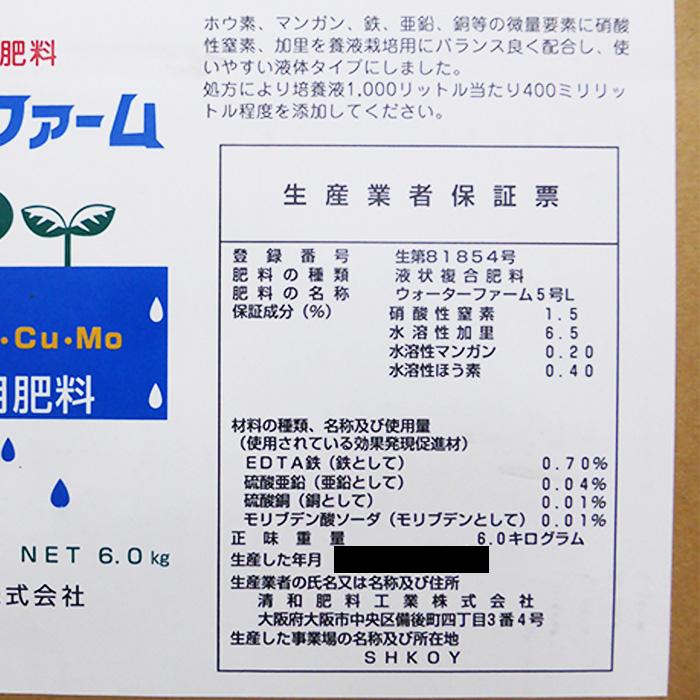 ホウ素、マンガン、鉄、亜鉛、銅等の微量要素に硝酸
性窒素、加里を養液栽培用にバランス良く配合し、使
いやすい液体タイプにしました。
処方により培養液1,000リットル当たり400ミリリッ
トル程度を添加してください。
肥料
ファーム
・Cu・Mo
用肥料
NET 6.0kg
式会社
生産業者保証票
登録番号 生第81854号
肥料の種類 液状複合肥料
肥料の名称 ウォーターファーム5号L
保証成分(%) 硝酸性窒素 1.5
水溶性加里 6.5
水溶性マンガン 0.20
水溶性ほう素 0.40
材料の種類、名称及び使用量
(使用されている効果発現促進材)
EDTA鉄(鉄として) 0.70%
硫酸亜鉛(亜鉛として) 0.04%
硫酸銅(銅として) 0.01%
モリブデン酸ソーダ(モリブデンとして) 0.01%
正味重量 6.0キログラム
生産した年月
生産業者の氏名又は名称及び住所
清和肥料工業株式会社
大阪府大阪市中央区備後町四丁目3番4号
生産した事業場の名称及び所在地
SHKOY